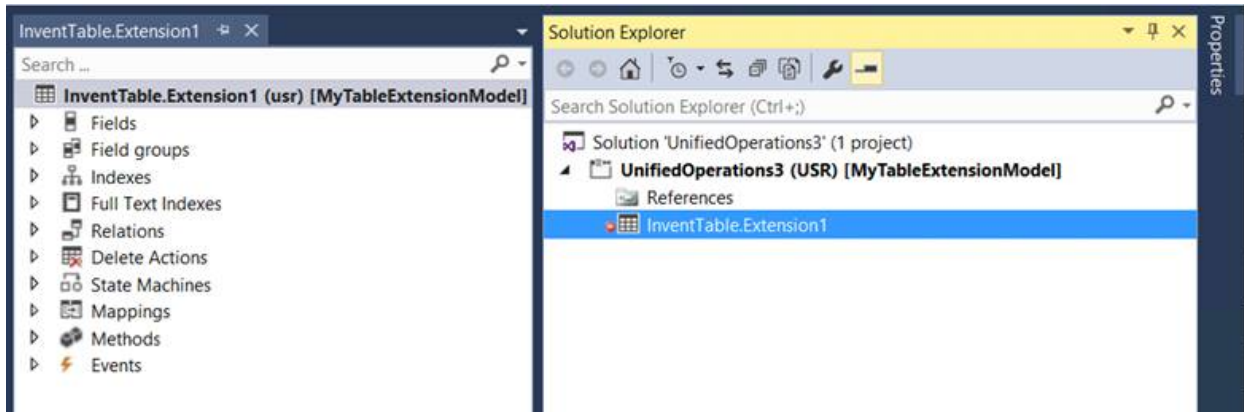 InventTable.Extension1
Search ...
InventTable.Extension1 (usr) [MyTableExtensionModel]
Fields
Field groups
Indexes
Full Text Indexes
Relations
Delete Actions
State Machines
Mappings
Methods
Events
Solution Explorer
Search Solution Explorer (Ctrl+;)
Solution 'UnifiedOperations3' (1 project)
UnifiedOperations3 (USR) [MyTableExtensionModel]
References
InventTable.Extension1
Properties